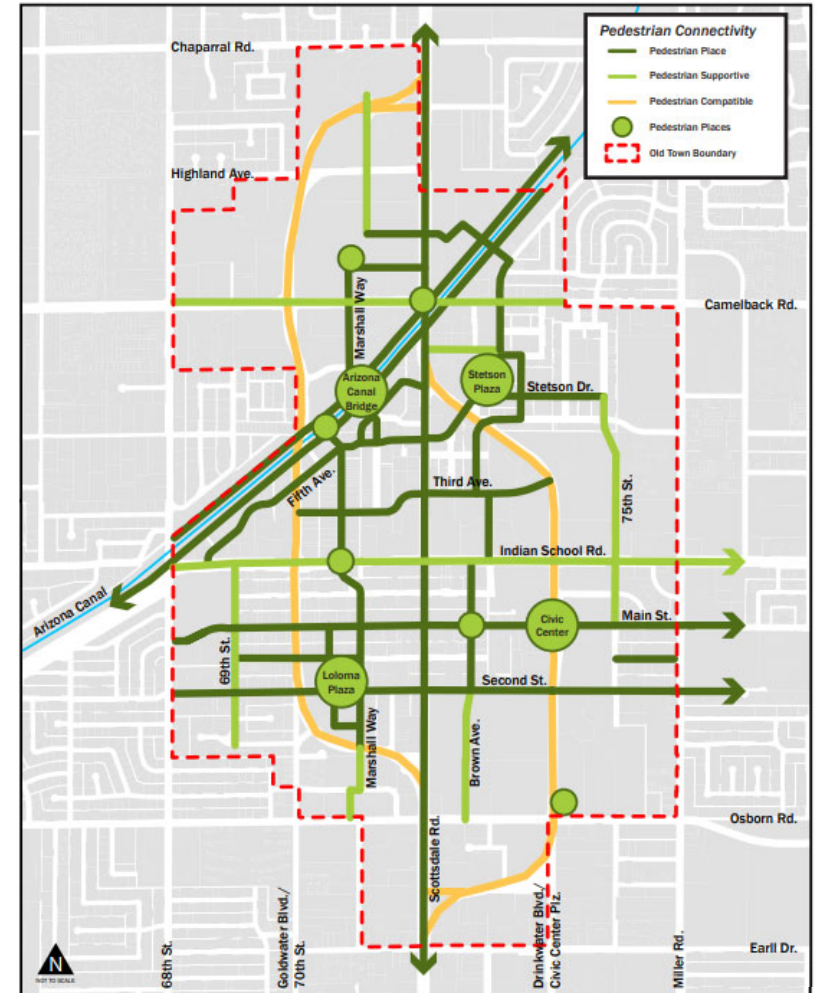 Pedestrian Connectivity
Pedestrian Place
Pedestrian Supportive
Pedestrian Compatible
Pedestrian Places
Old Town Boundary
Chaparral Rd.
Highland Ave.
Camelback Rd.
Marshall Way
Arizona
Canal
Bridge
Stetson
Plaza
Stetson Dr.
Fifth Ave.
Third Ave.
75th St.
Indian School Rd.
Arizona Canal
Main St.
Civic
Center
69th St.
Loloma
Plaza
Second St.
Marshall Way
Brown Ave.
Osborn Rd.
Scottsdale Rd.
Earll Dr.
68th St.
Goldwater Blvd./
70th St.
Drinkwater Blvd./
Civic Center Plz.
Miller Rd.
N
NOT TO SCALE